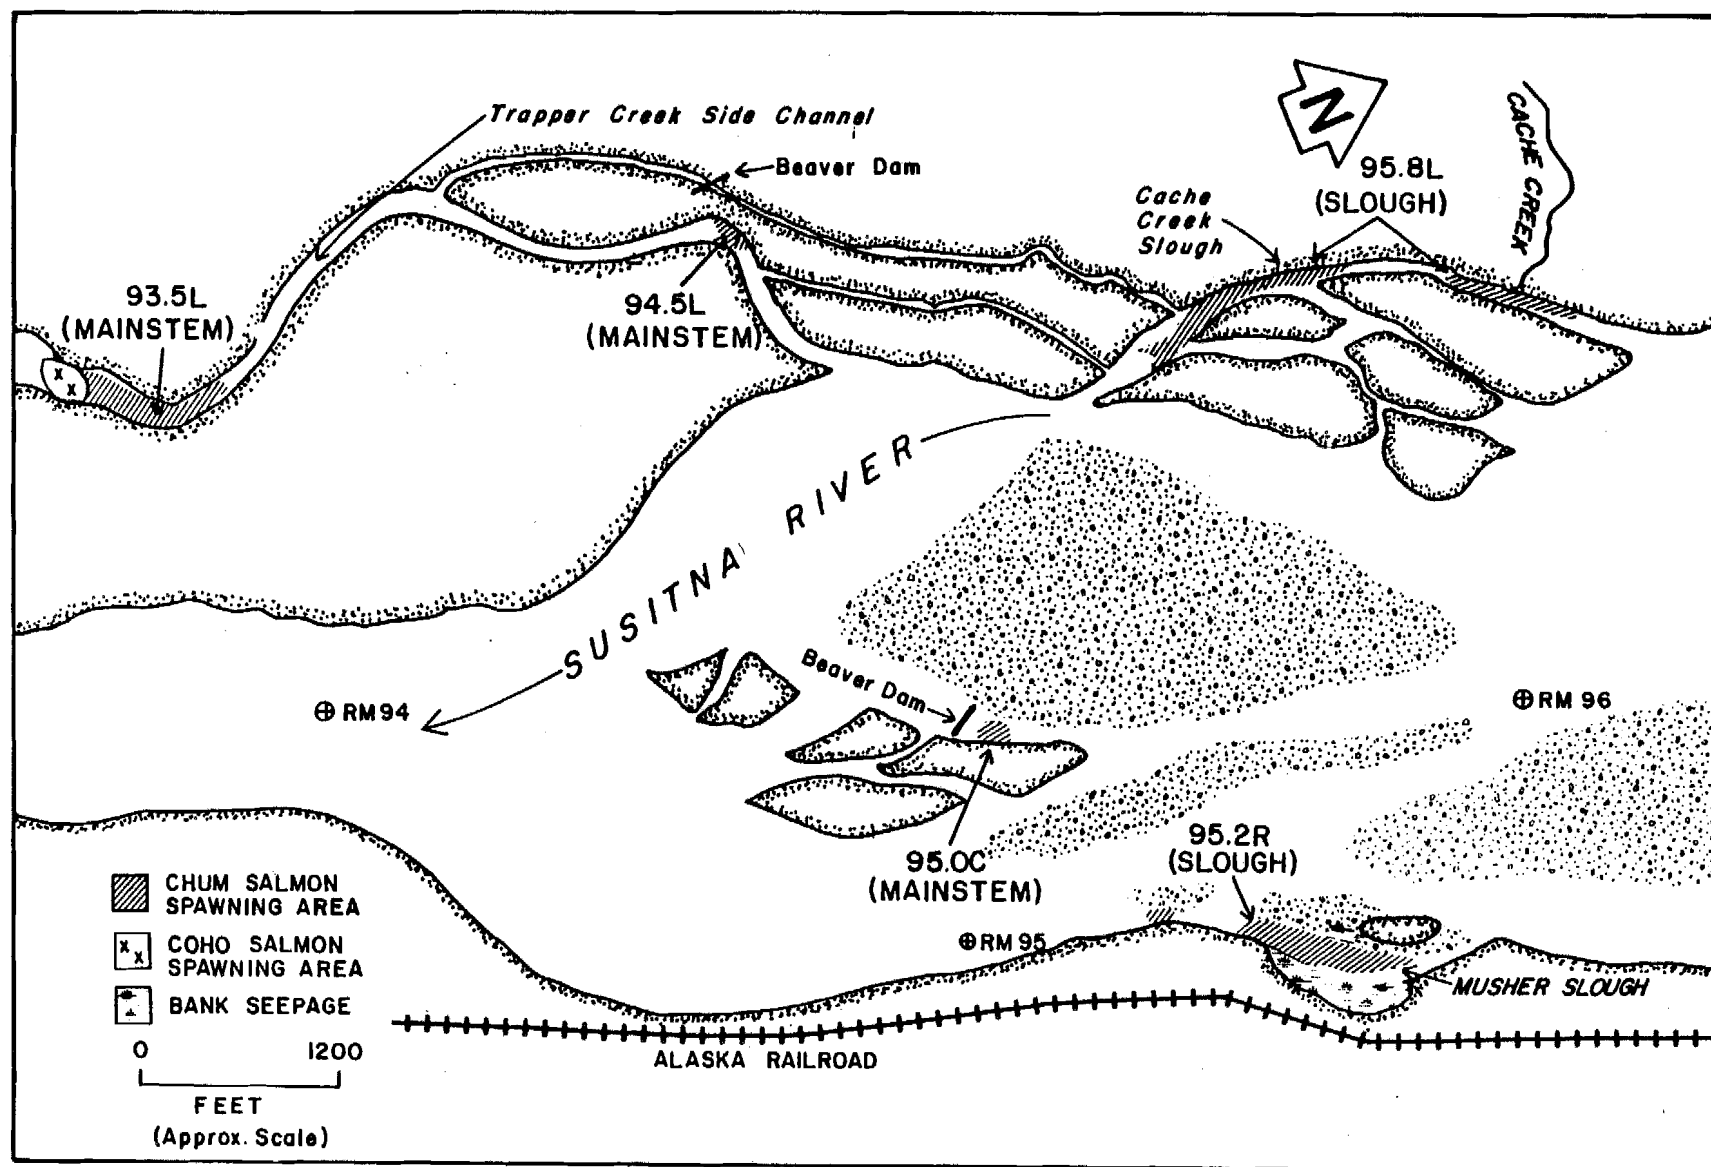 Trapper Creek Side Channel
Beaver Dam
N
CACHE CREEK
95.8L
(SLOUGH)
Cache
Creek
Slough
93.5L
(MAINSTEM)
94.5L
(MAINSTEM)
SUSITNA RIVER
Beaver Dam
RM 94
RM 96
95.0C
(MAINSTEM)
95.2R
(SLOUGH)
RM 95
MUSHER SLOUGH
ALASKA RAILROAD
CHUM SALMON
SPAWNING AREA
x x
COHO SALMON
SPAWNING AREA
x x
BANK SEEPAGE
0 1200
FEET
(Approx. Scale)